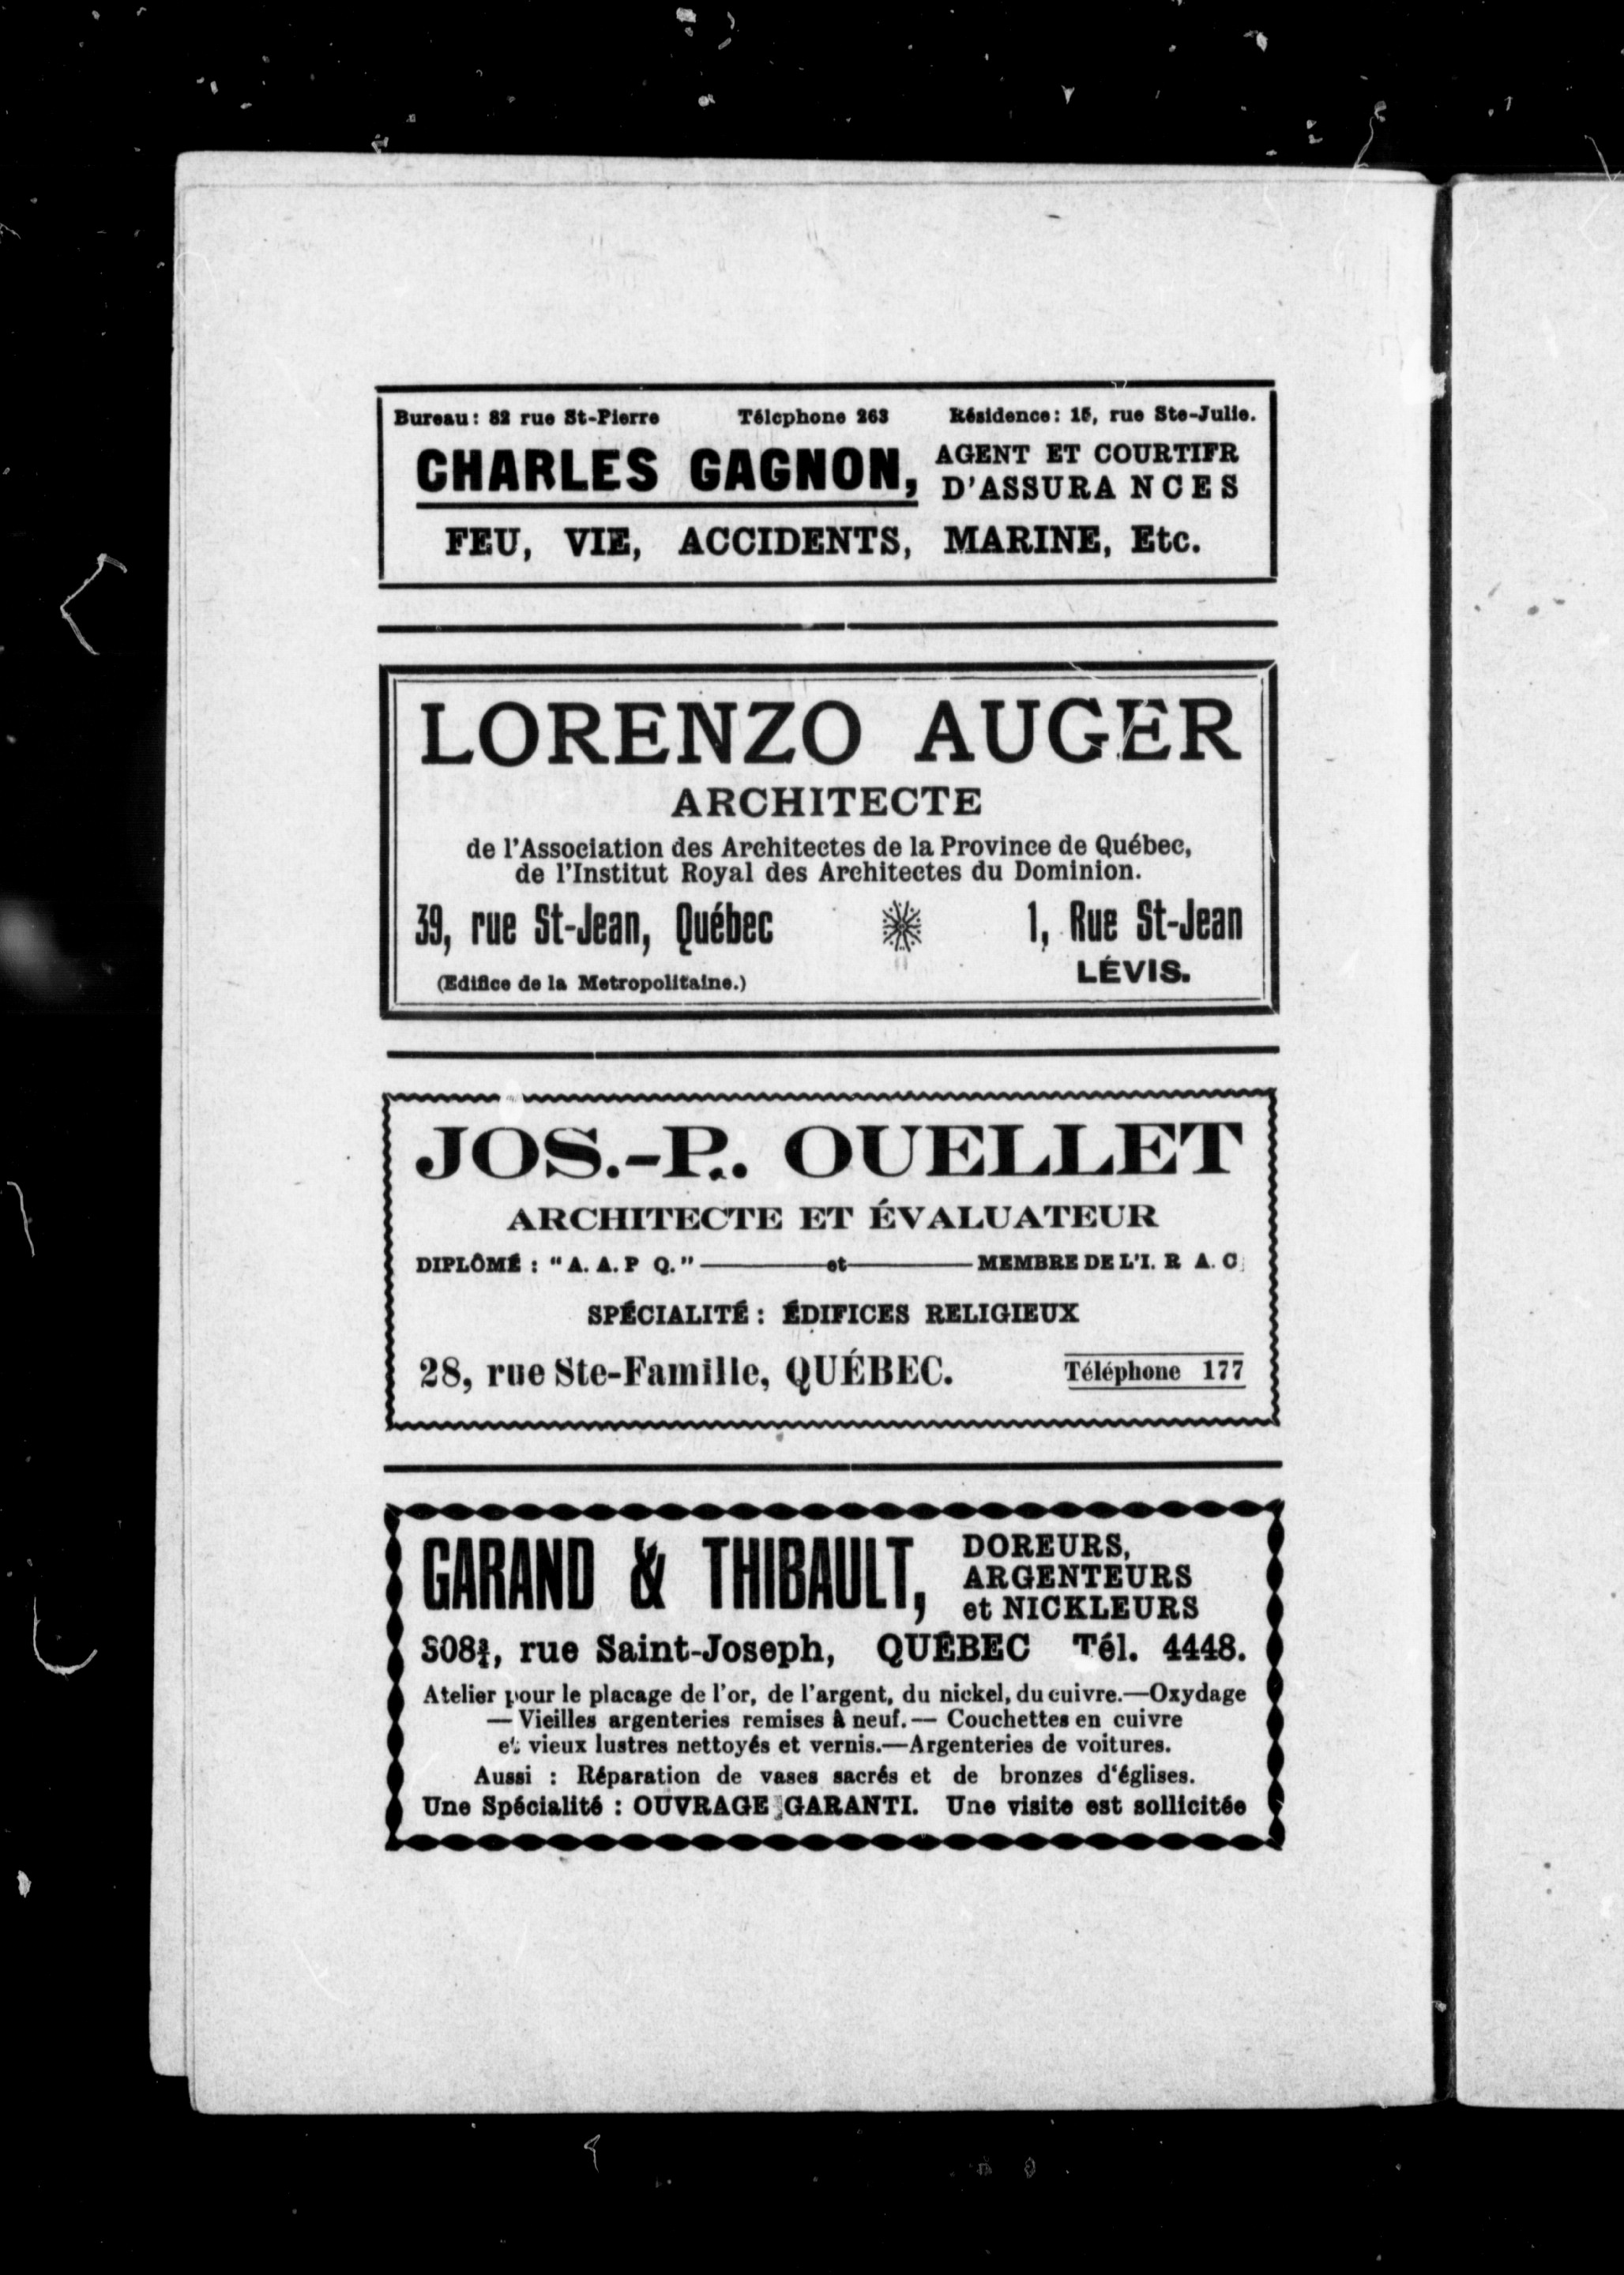 Bureau: 82 rue St-Pierre Télcphone 263 Résidence: 15, rue Ste-Julie.
CHARLES GAGNON, AGENT ET COURTIFR
D'ASSURANCES
FEU, VIE, ACCIDENTS, MARINE, Etc.
LORENZO AUGER
ARCHITECTE
de l'Association des Architectes de la Province de Québec,
de l'Institut Royal des Architectes du Dominion.
39, rue St-Jean, Québec 1, Rue St-Jean
(Edifice de la Metropolitaine.) LÉVIS.
JOS.-P. OUELLET
ARCHITECTE ET ÉVALUATEUR
DIPLÔMÉ : "A. A. P Q."——et——MEMBRE DE L'I. R A. C
SPÉCIALITÉ : ÉDIFICES RELIGIEUX
28, rue Ste-Famille, QUÉBEC. Téléphone 177
GARAND & THIBAULT, DOREURS,
ARGENTEURS
et NICKLEURS
rue Saint-Joseph, QUÉBEC Tél. 4448.
Atelier pour le placage de l'or, de l'argent, du nickel, du cuivre.—Oxydage
— Vieilles argenteries remises à neuf. — Couchettes en cuivre
et vieux lustres nettoyés et vernis.—Argenteries de voitures.
Aussi : Réparation de vases sacrés et de bronzes d'églises.
Une Spécialité : OUVRAGE GARANTI. Une visite est sollicitée